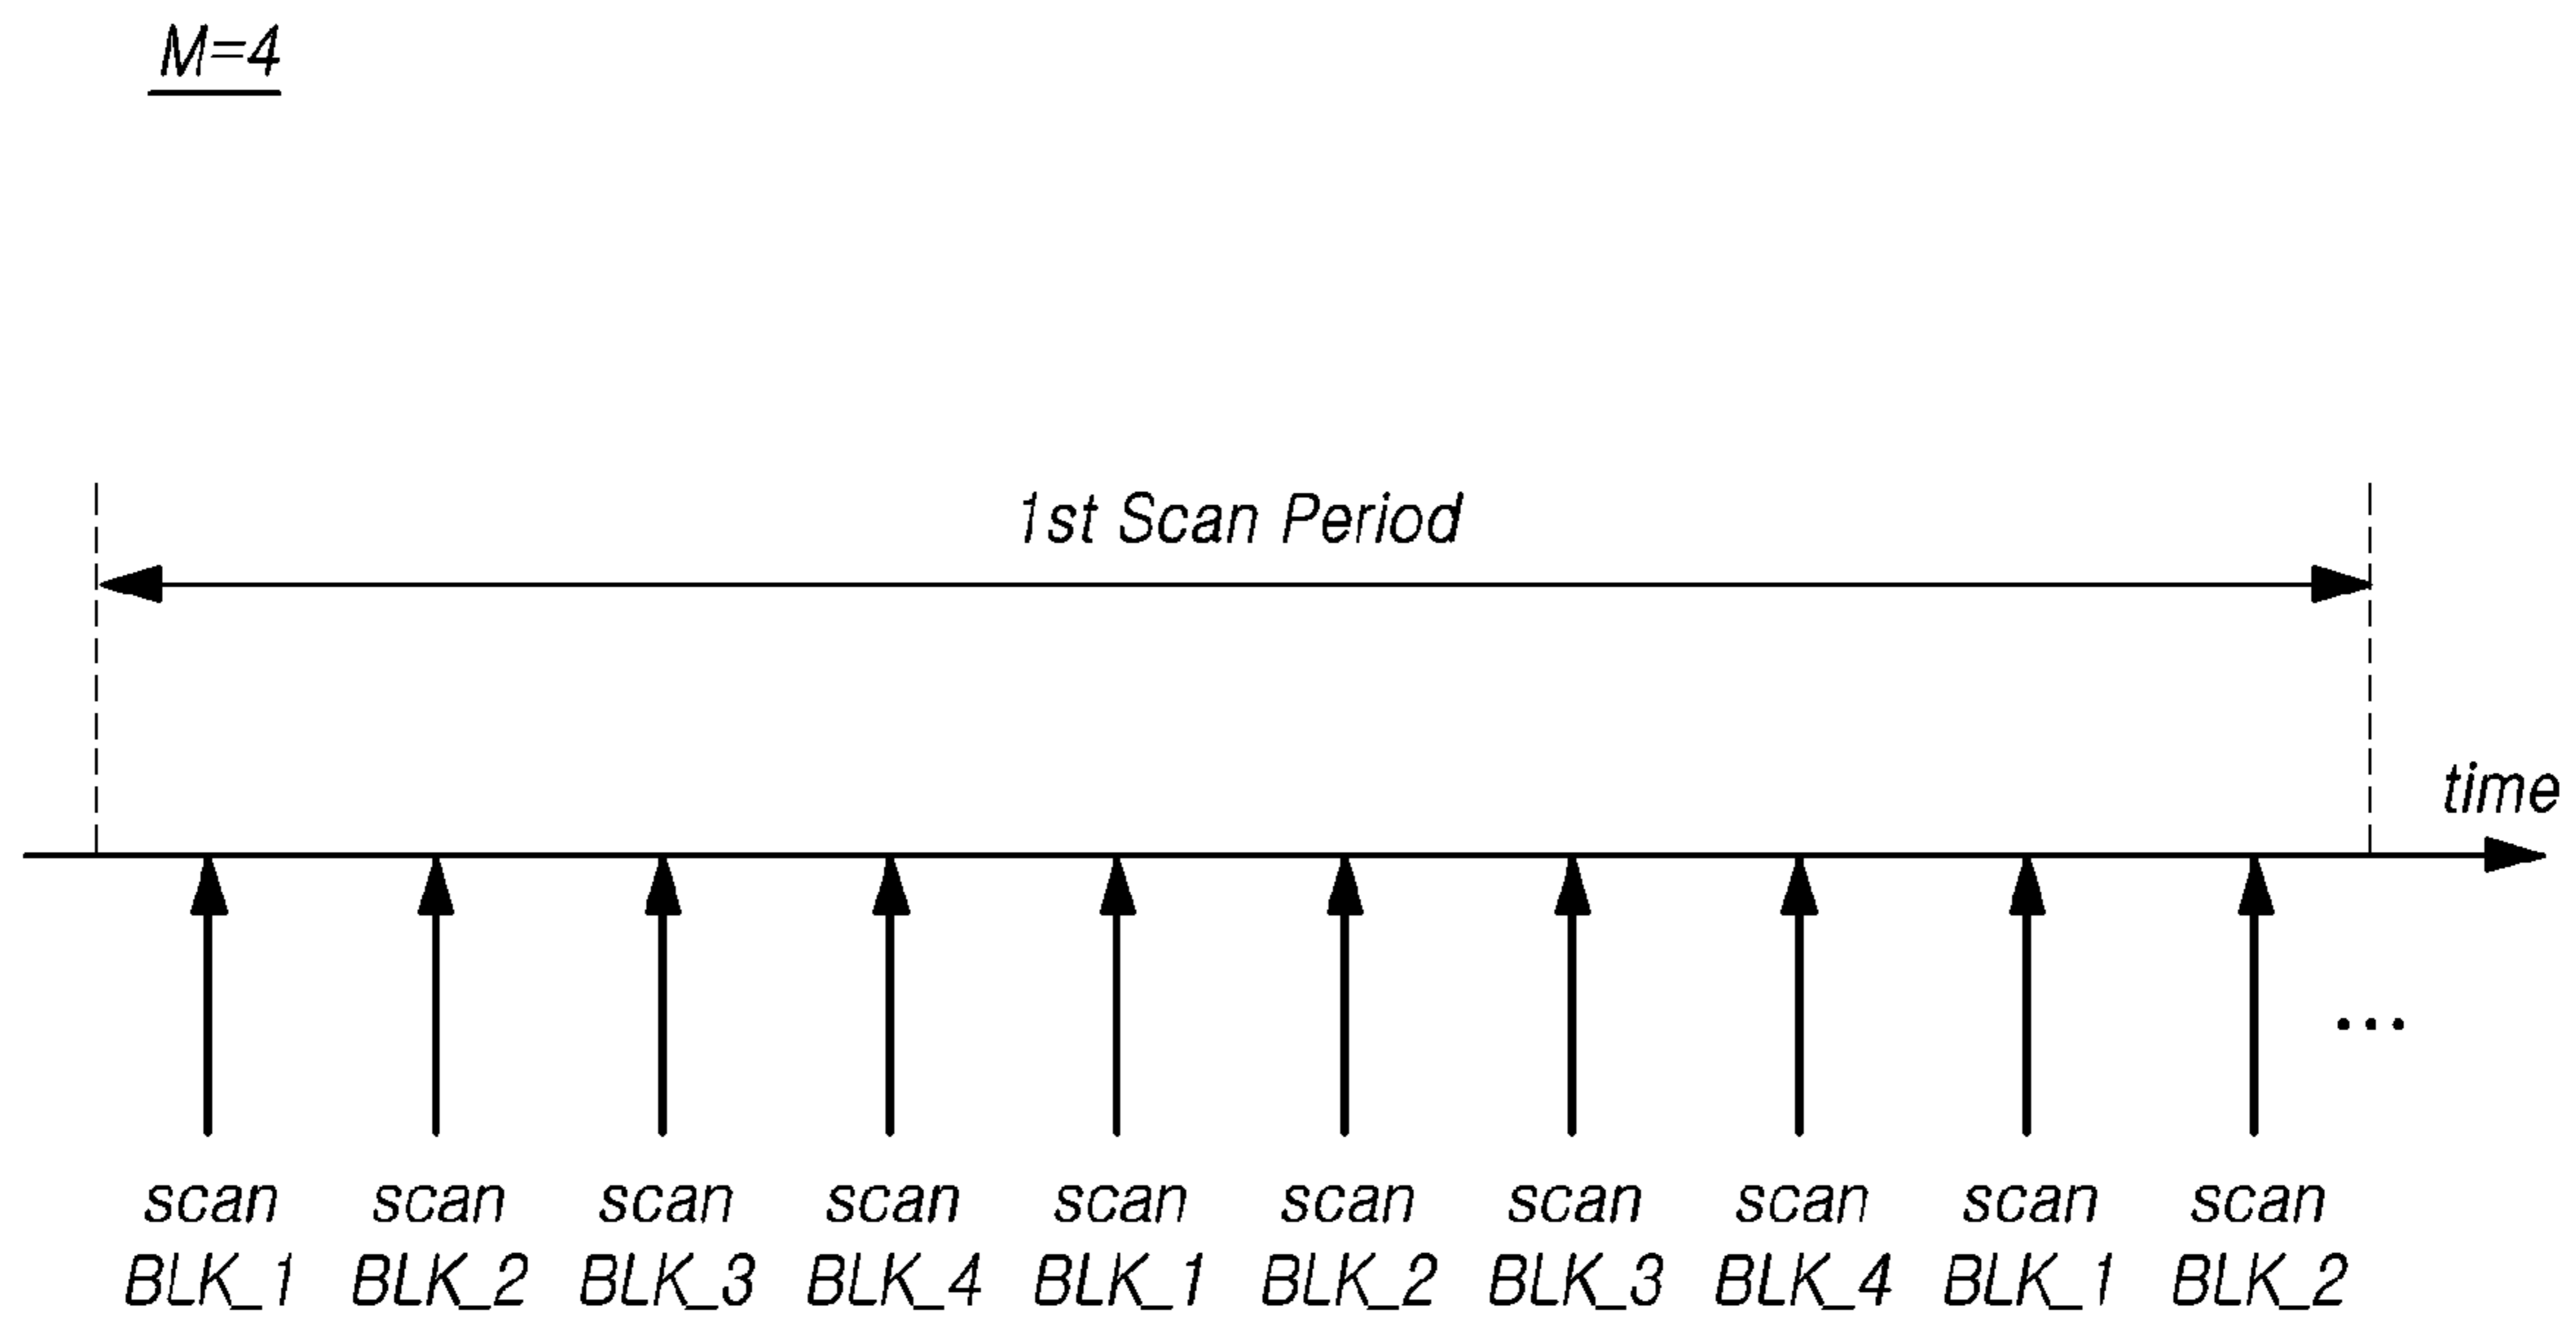 M=4
1st Scan Period
time
scan scan scan scan scan scan scan scan scan scan
BLK_1 BLK_2 BLK_3 BLK_4 BLK_1 BLK_2 BLK_3 BLK_4 BLK_1 BLK_2
...